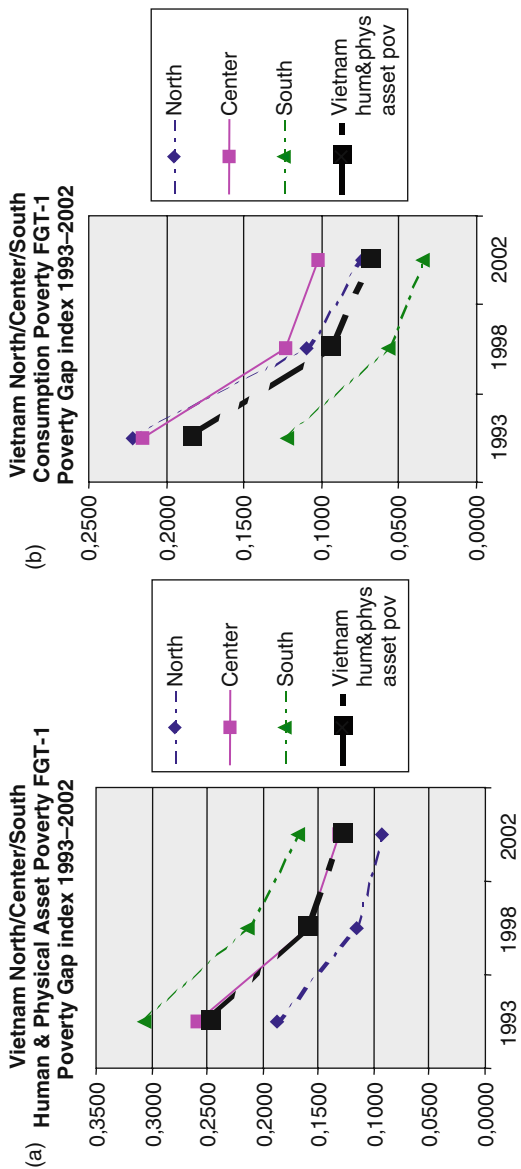 (a)
Vietnam North/Center/South
Human & Physical Asset Poverty FGT-1
Poverty Gap index 1993–2002
0,3500
0,3000
0,2500
0,2000
0,1500
0,1000
0,0500
0,0000
1993
1998
2002
North
Center
South
Vietnam
hum&phys
asset pov
(b)
Vietnam North/Center/South
Consumption Poverty FGT-1
Poverty Gap index 1993–2002
0,2500
0,2000
0,1500
0,1000
0,0500
0,0000
1993
1998
2002
North
Center
South
Vietnam
hum&phys
asset pov